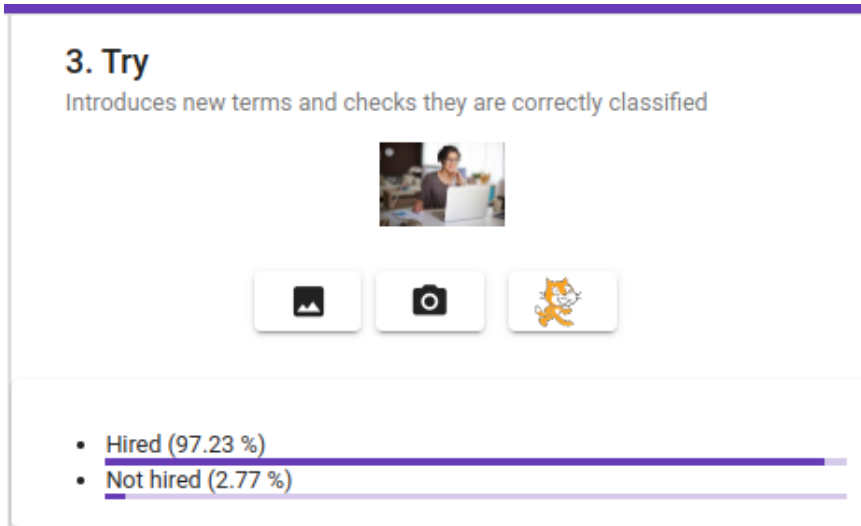 3. Try
Introduces new terms and checks they are correctly classified
Hired (97.23 %)
Not hired (2.77 %)